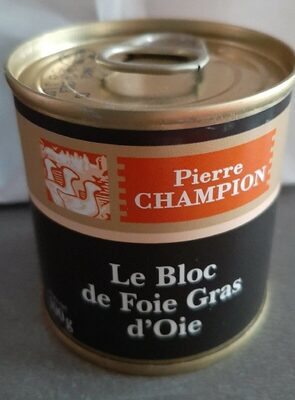 Pierre
CHAMPION
Le Bloc
de Foie Gras
d'Oie